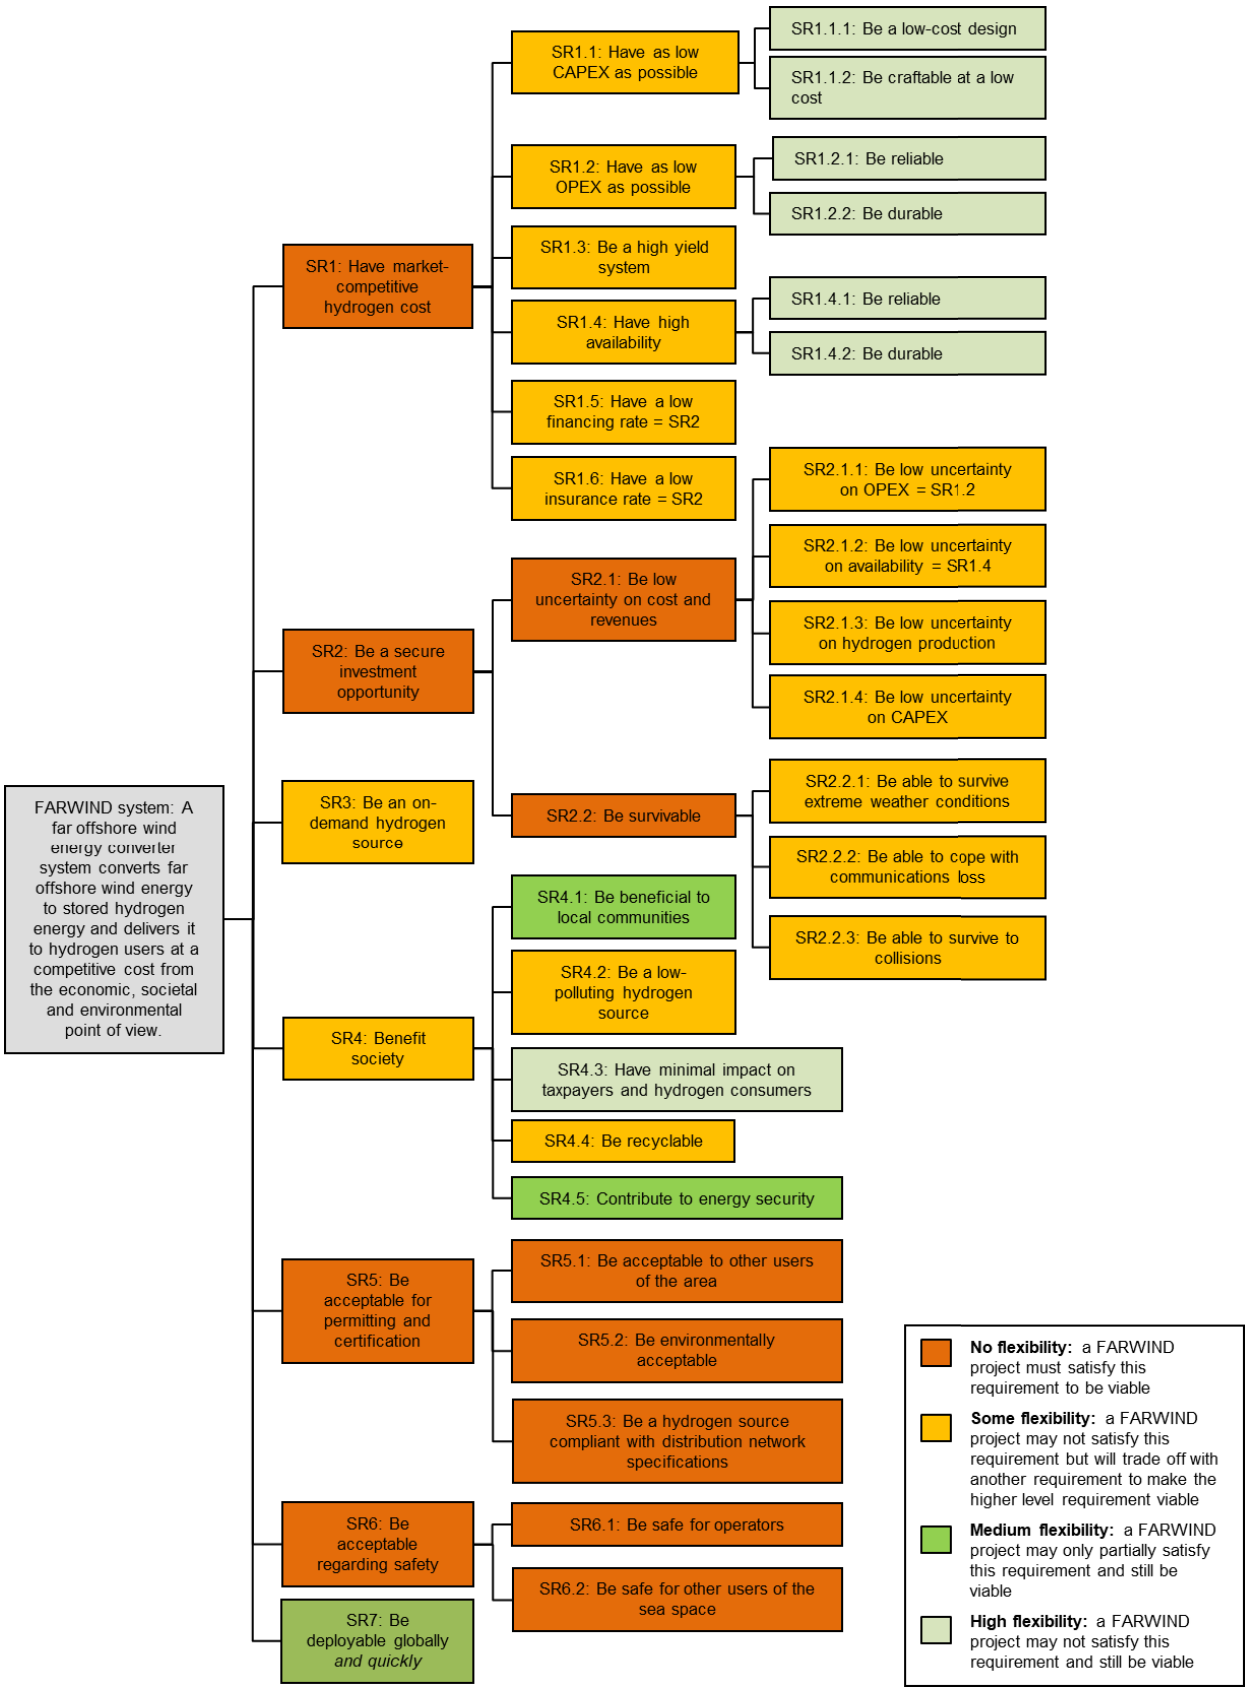 FARWIND system: A
far offshore wind
energy converter
system converts far
offshore wind energy
to stored hydrogen
energy and delivers it
to hydrogen users at a
competitive cost from
the economic, societal
and environmental
point of view.
SR1: Have market-
competitive
hydrogen cost
SR1.1: Have as low
CAPEX as possible
SR1.1.1: Be a low-cost design
SR1.1.2: Be craftable at a low
cost
SR1.2: Have as low
OPEX as possible
SR1.2.1: Be reliable
SR1.2.2: Be durable
SR1.3: Be a high yield
system
SR1.4: Have high
availability
SR1.4.1: Be reliable
SR1.4.2: Be durable
SR1.5: Have a low
financing rate = SR2
SR1.6: Have a low
insurance rate = SR2
SR2: Be a secure
investment
opportunity
SR2.1: Be low
uncertainty on cost and
revenues
SR2.1.1: Be low uncertainty
on OPEX = SR1.2
SR2.1.2: Be low uncertainty
on availability = SR1.4
SR2.1.3: Be low uncertainty
on hydrogen production
SR2.1.4: Be low uncertainty
on CAPEX
SR2.2: Be survivable
SR2.2.1: Be able to survive
extreme weather conditions
SR2.2.2: Be able to cope with
communications loss
SR2.2.3: Be able to survive to
collisions
SR3: Be an on-
demand hydrogen
source
SR4: Benefit
society
SR4.1: Be beneficial to
local communities
SR4.2: Be a low-
polluting hydrogen
source
SR4.3: Have minimal impact on
taxpayers and hydrogen consumers
SR4.4: Be recyclable
SR4.5: Contribute to energy security
SR5: Be
acceptable for
permitting and
certification
SR5.1: Be acceptable to other users
of the area
SR5.2: Be environmentally
acceptable
SR5.3: Be a hydrogen source
compliant with distribution network
specifications
SR6: Be
acceptable
regarding safety
SR6.1: Be safe for operators
SR6.2: Be safe for other users of the
sea space
SR7: Be
deployable globally
and quickly
No flexibility: a FARWIND
project must satisfy this
requirement to be viable
Some flexibility: a FARWIND
project may not satisfy this
requirement but will trade off with
another requirement to make the
higher level requirement viable
Medium flexibility: a FARWIND
project may only partially satisfy
this requirement and still be
viable
High flexibility: a FARWIND
project may not satisfy this
requirement and still be viable